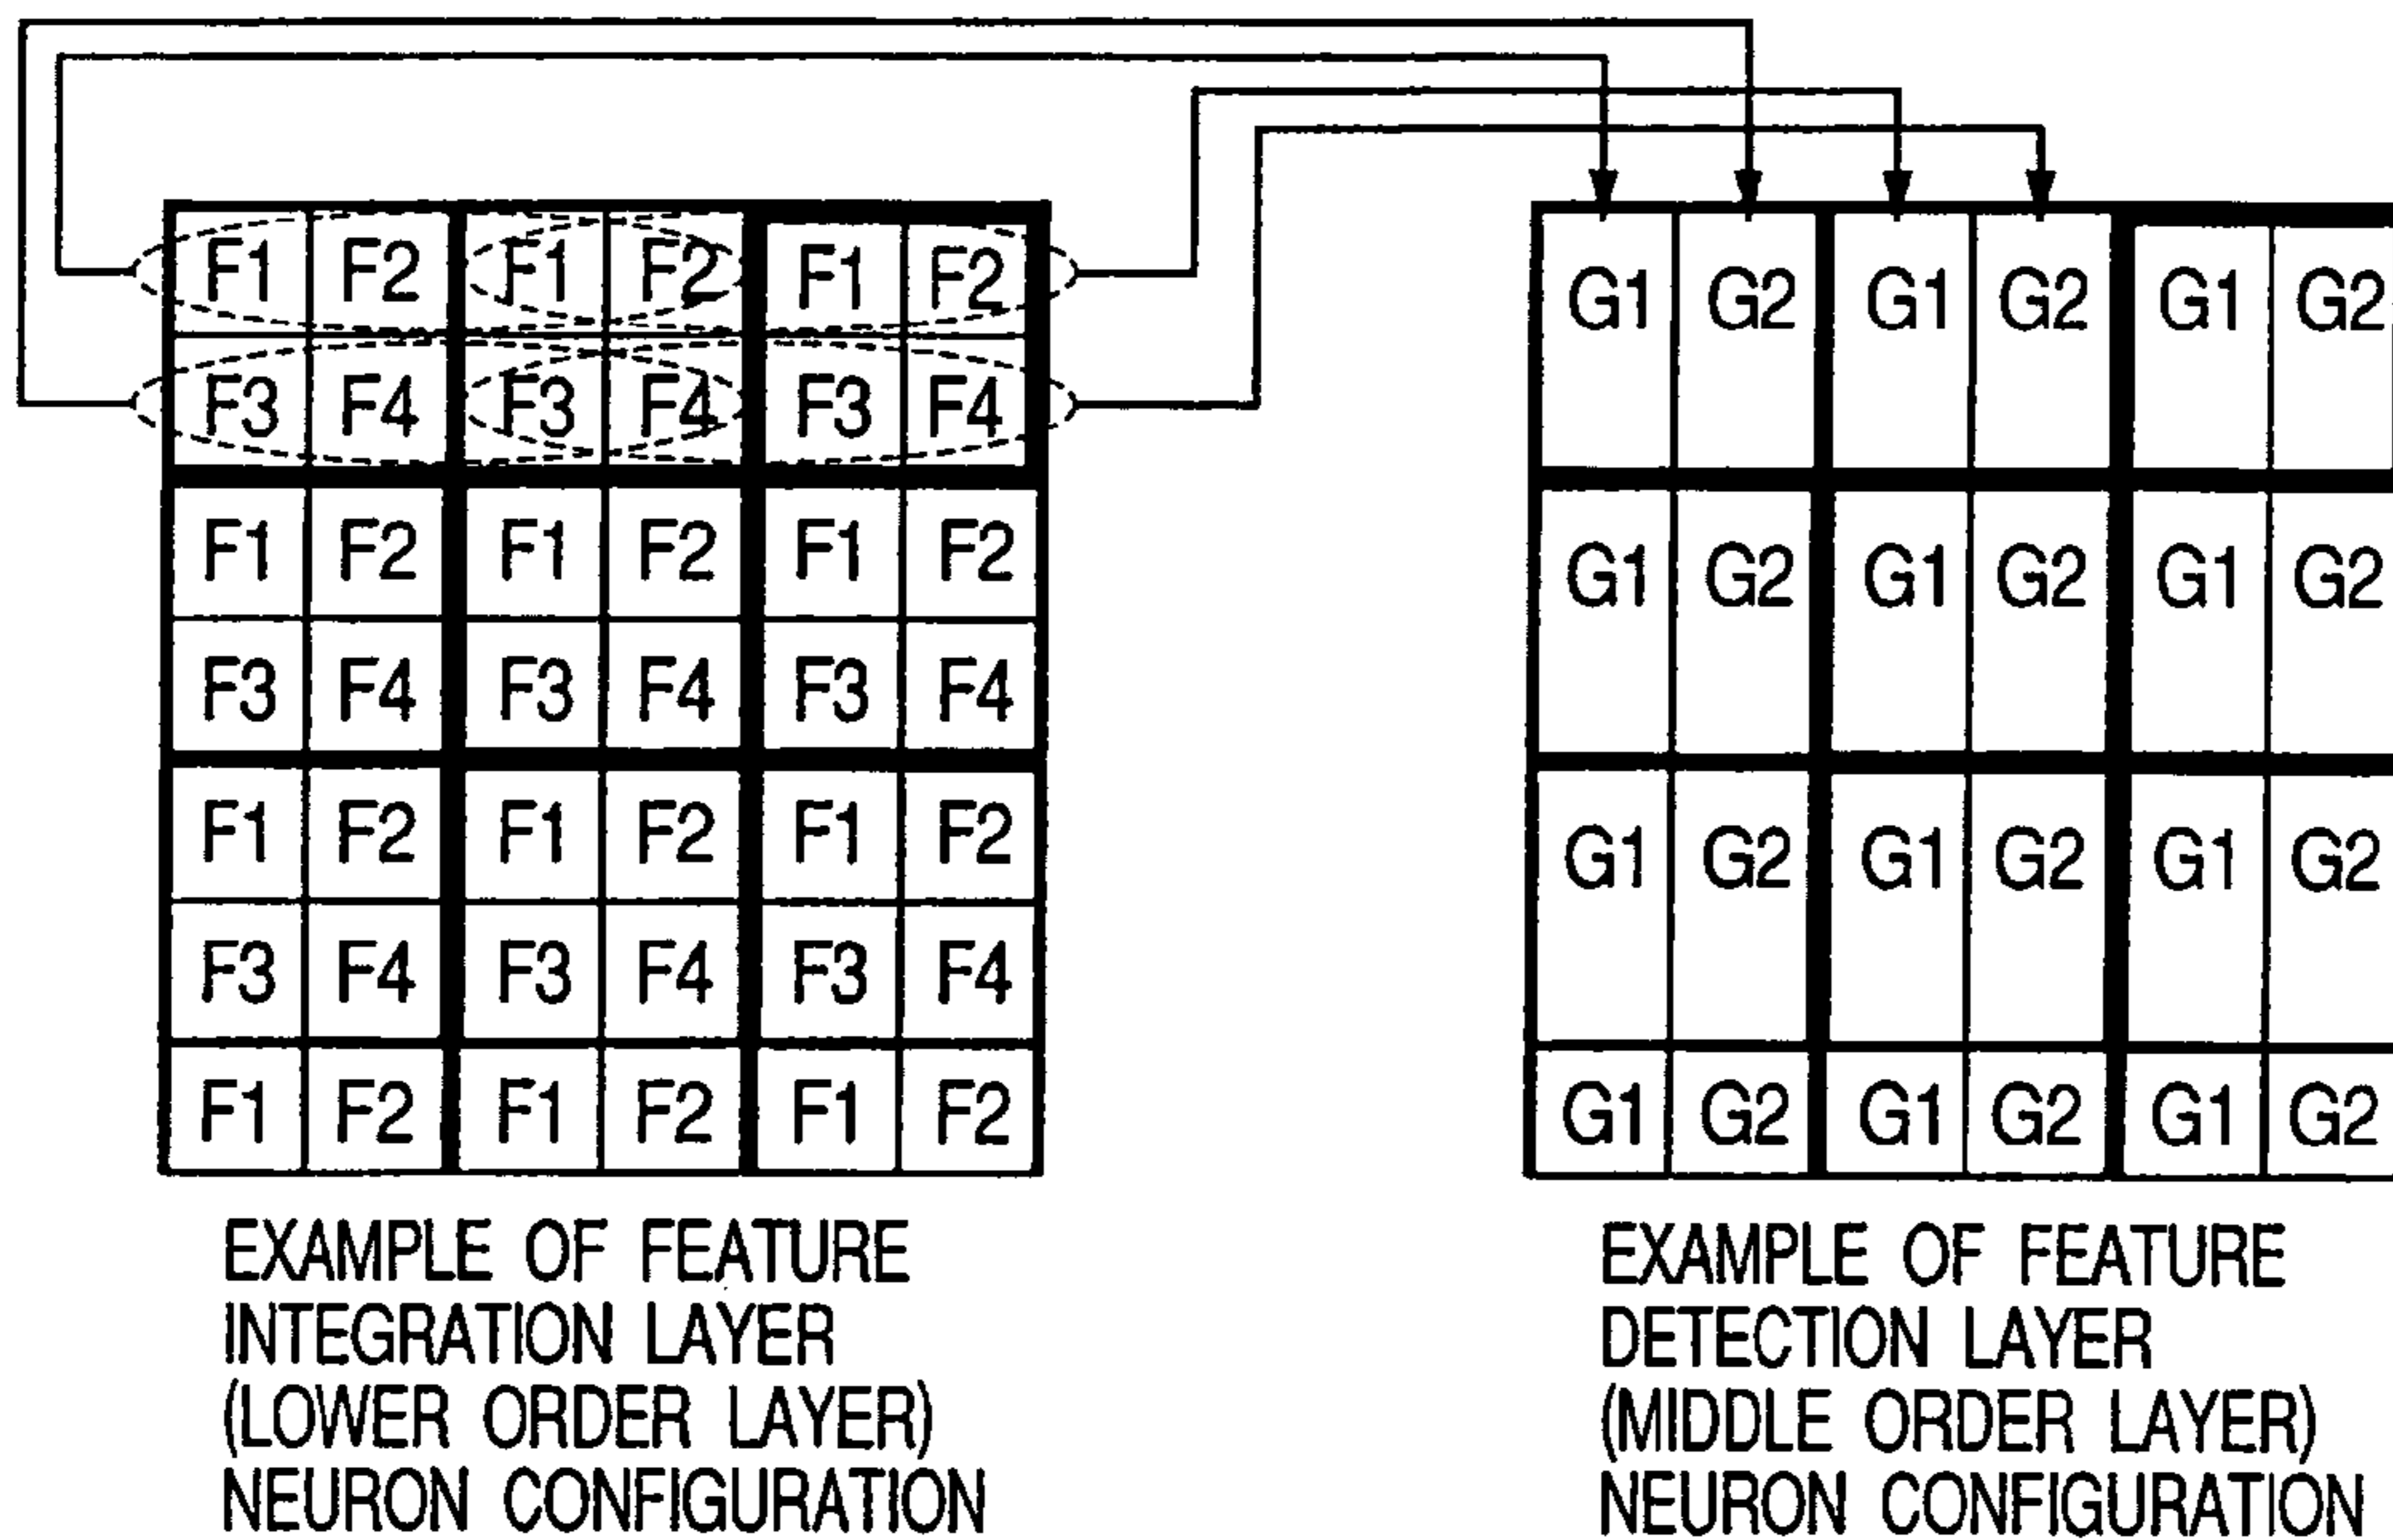 F1 F2 F1 F2 F1 F2
F3 F4 F3 F4 F3 F4
F1 F2 F1 F2 F1 F2
F3 F4 F3 F4 F3 F4
F1 F2 F1 F2 F1 F2
F3 F4 F3 F4 F3 F4
F1 F2 F1 F2 F1 F2
EXAMPLE OF FEATURE
INTEGRATION LAYER
(LOWER ORDER LAYER)
NEURON CONFIGURATION
G1 G2 G1 G2 G1 G2
G1 G2 G1 G2 G1 G2
G1 G2 G1 G2 G1 G2
G1 G2 G1 G2 G1 G2
EXAMPLE OF FEATURE
DETECTION LAYER
(MIDDLE ORDER LAYER)
NEURON CONFIGURATION